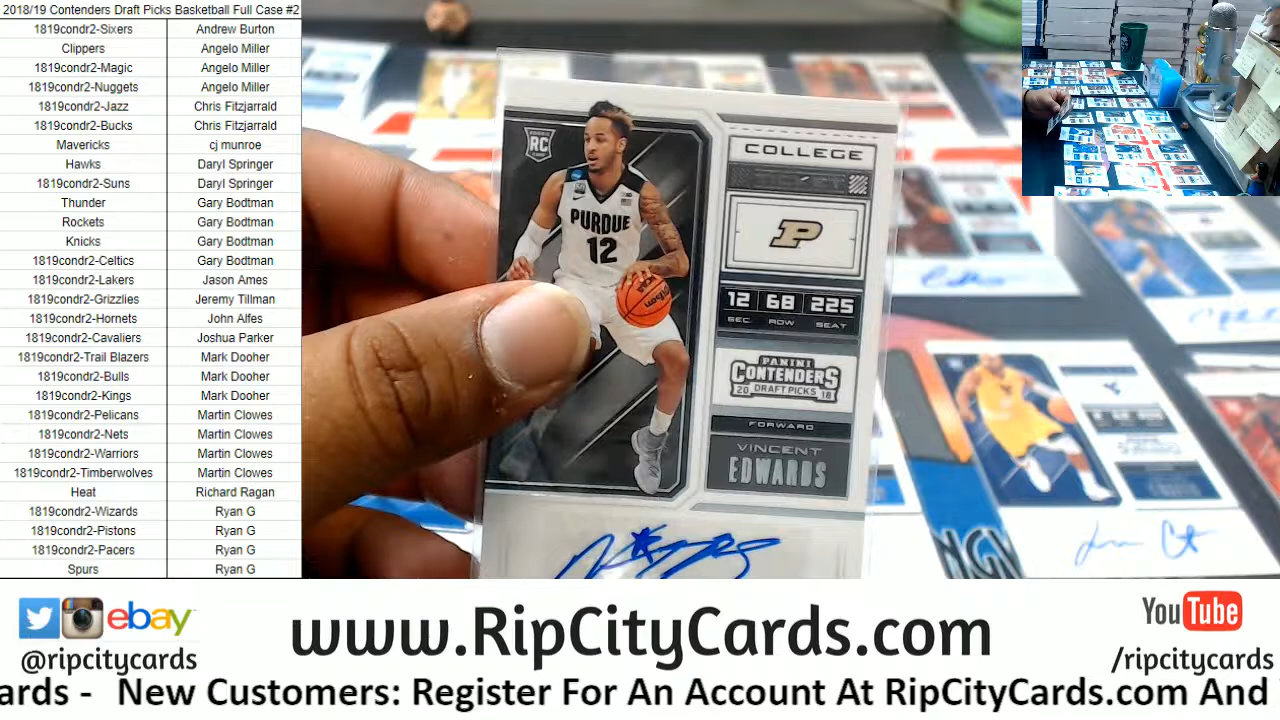 2018/19 Contenders Draft Picks Basketball Full Case #2
1819condr2-Sixers Andrew Burton
Clippers Angelo Miller
1819condr2-Magic Angelo Miller
1819condr2-Nuggets Angelo Miller
1819condr2-Jazz Chris Fitzjarrald
1819condr2-Bucks Chris Fitzjarrald
Mavericks cj munroe
Hawks Daryl Springer
1819condr2-Suns Daryl Springer
Thunder Gary Bodtman
Rockets Gary Bodtman
Knicks Gary Bodtman
1819condr2-Celtics Gary Bodtman
1819condr2-Lakers Jason Ames
1819condr2-Grizzlies Jeremy Tillman
1819condr2-Hornets John Alfes
1819condr2-Cavaliers Joshua Parker
1819condr2-Trail Blazers Mark Dooher
1819condr2-Bulls Mark Dooher
1819condr2-Kings Mark Dooher
1819condr2-Pelicans Martin Clowes
1819condr2-Nets Martin Clowes
1819condr2-Warriors Martin Clowes
1819condr2-Timberwolves Martin Clowes
Heat Richard Ragan
1819condr2-Wizards Ryan G
1819condr2-Pistons Ryan G
1819condr2-Pacers Ryan G
Spurs Ryan G
RC
PURDUE
12
COLLEGE
P
12 68 225
SEC. ROW SEAT
PANINI
CONTENDERS
20 DRAFT PICKS 18
FORWARD
VINCENT
EDWARDS
ebay
@ripcitycards
www.RipCityCards.com
YouTube
/ripcitycards
ards - New Customers: Register For An Account At RipCityCards.com And